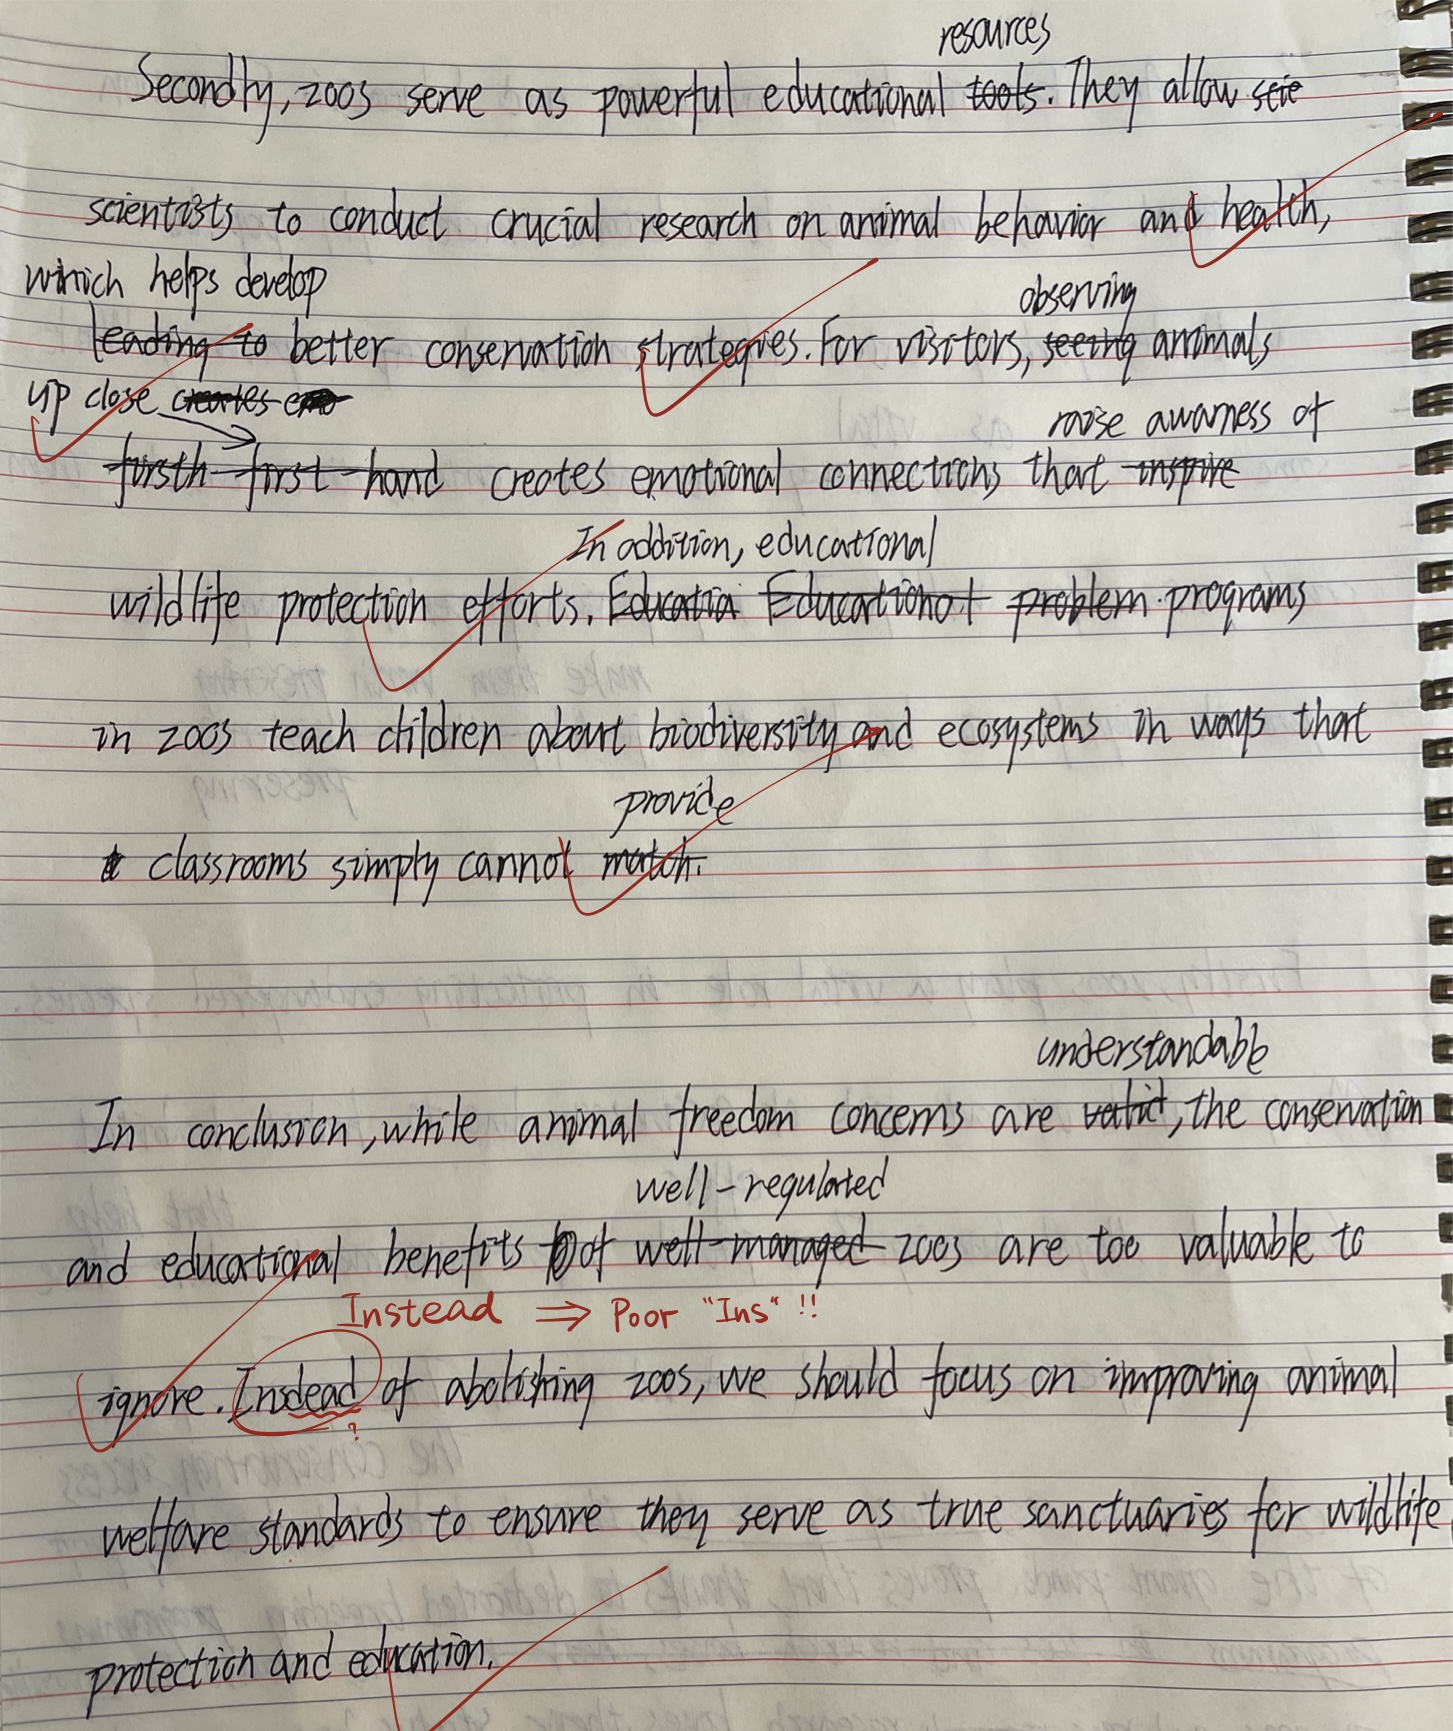 resources
Secondly, zoos serve as powerful educational tools. They allow scie
scientists to conduct crucial research on animal behavior and health,
which helps develop
observing
leading to better conservation strategies. For visitors, seeing animals
up close creates emo
raise awarness of
fursth first hand creates emotional connections that inspire
In addition, educational
wildlife protection efforts. Educatia Educationat problem programs
in zoos teach children about biodiversity and ecosystems in ways that
provide
classrooms simply cannot match.
understandable
In conclusion, while animal freedom concerns are valid, the conservation
well-regulated
and educational benefits of well-managed zoos are too valuable to
Instead ⇒ Poor "Ins" !!
ignore. Insdead of abolishing zoos, we should focus on improving animal
?
welfare standards to ensure they serve as true sanctuaries for wildlife
protection and education.